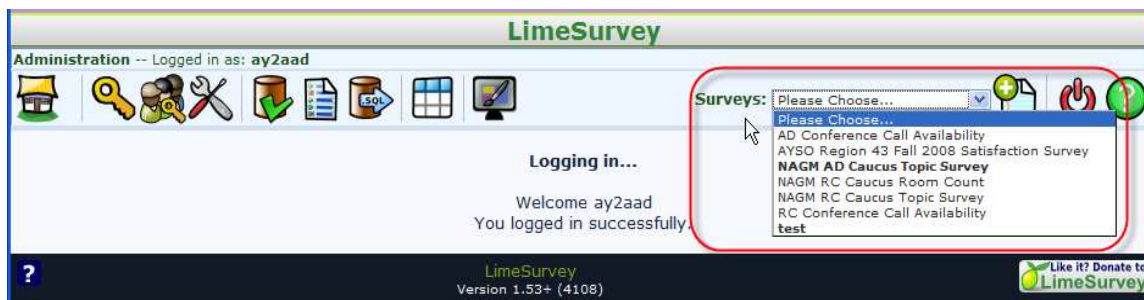 LimeSurvey
Administration -- Logged in as: ay2aad
.SQL
Surveys: Please Choose...
Please Choose...
AD Conference Call Availability
AYSO Region 43 Fall 2008 Satisfaction Survey
NAGM AD Caucus Topic Survey
NAGM RC Caucus Room Count
NAGM RC Caucus Topic Survey
RC Conference Call Availability
test
Logging in...
Welcome ay2aad
You logged in successfully.
?
LimeSurvey
Version 1.53+ (4108)
Like it? Donate to
LimeSurvey